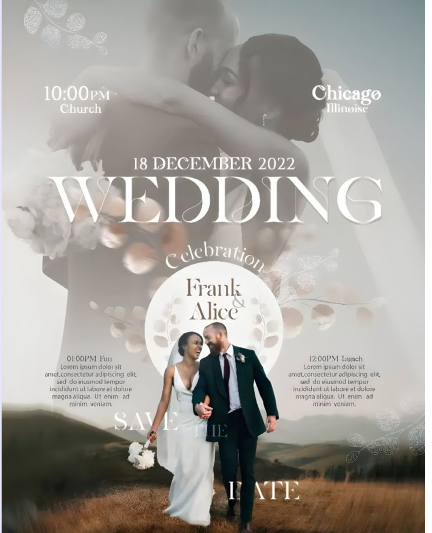 10:00PM
Church
Chicago
Illinoise
18 DECEMBER 2022
WEDDING
Celebration
Frank
&
Alice
01:00PM Fun
Lorem ipsum dolor sit
amet,consectetur adipiscing elit,
sed do eiusmod tempor
incididunt ut labore et dolore
magna aliqua. Ut enim ad
minim veniam.
12:00PM Lunch
Lorem ipsum dolor sit
amet,consectetur adipiscing elit,
sed do eiusmod tempor
incididunt ut labore et dolore
magna aliqua. Ut enim ad
minim veniam.
SAVE THE
DATE